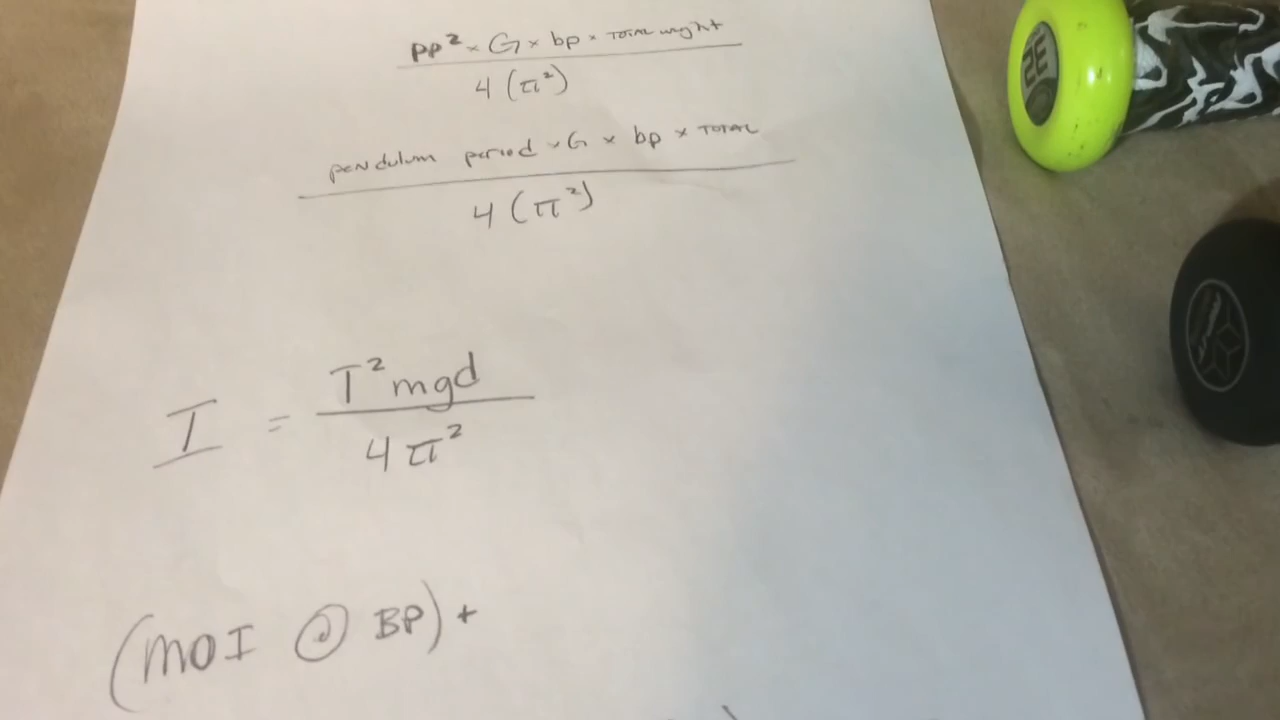 pp² × G × bp × TOTAL weight
4 (π²)
pendulum period × G × bp × TOTAL
4 (π²)
I = T²mgd
4π²
(MOI @ BP) +